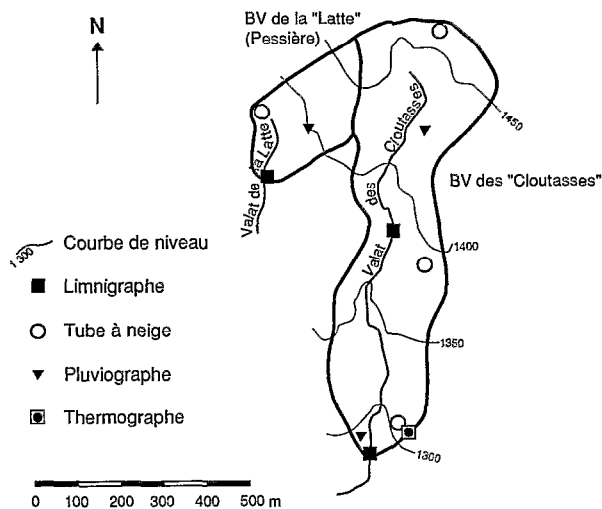 N
BV de la "Latte"
(Pessière)
Cloutasses
des
Valat
Valat de la Latte
1450
BV des "Cloutasses"
1400
1350
1300
1300
Courbe de niveau
Limnigraphe
Tube à neige
Pluviographe
Thermographe
0 100 200 300 400 500 m